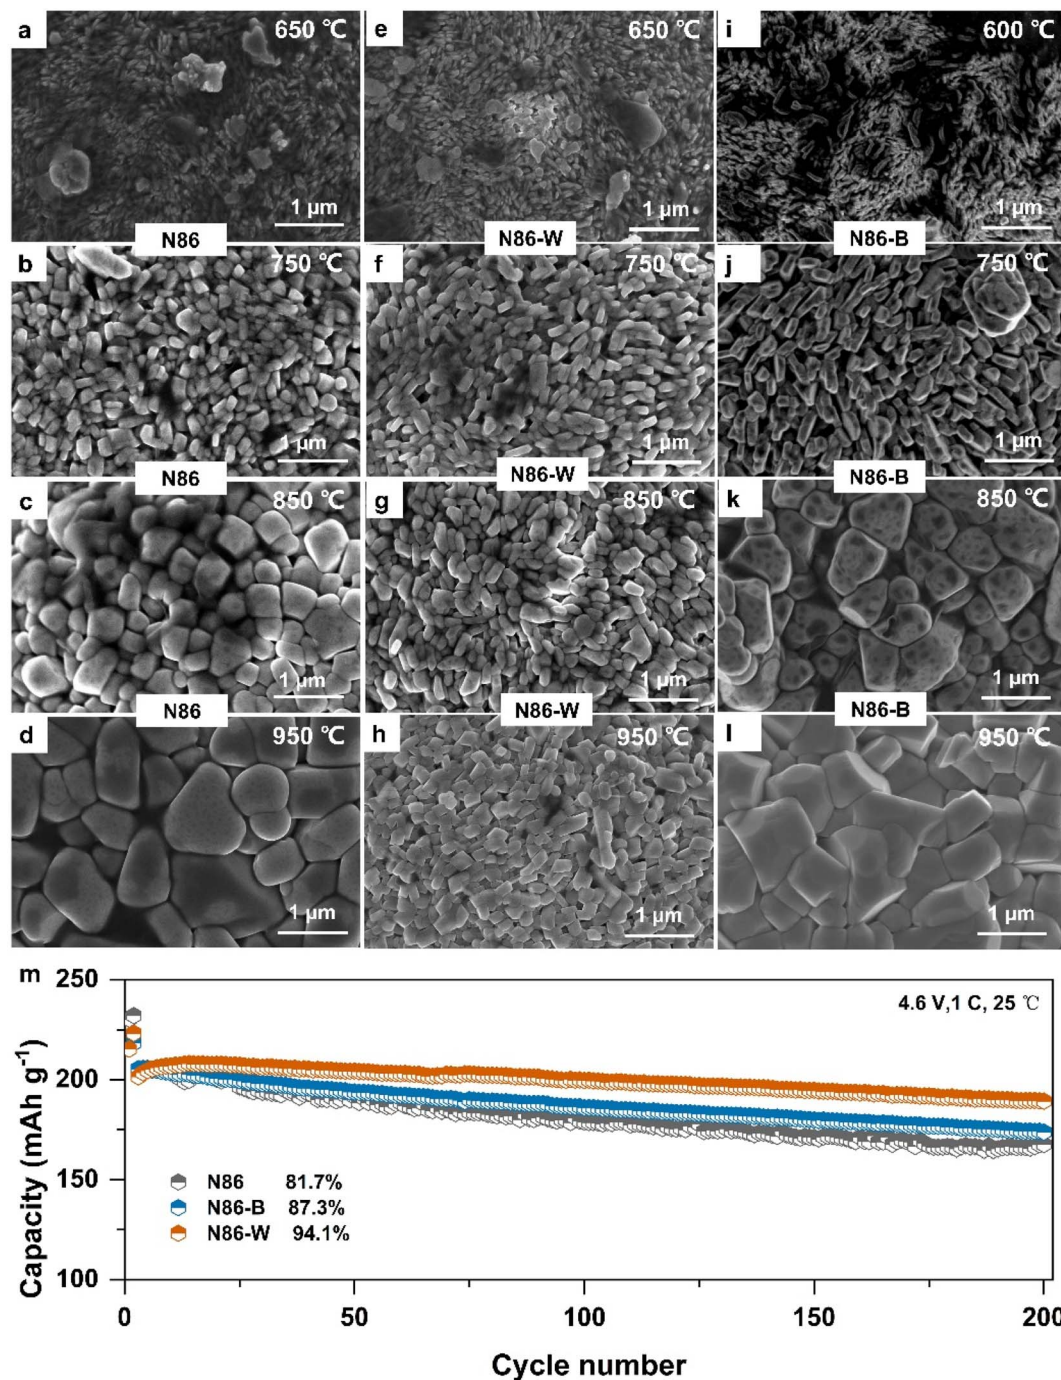 a 650 ℃ e 650 ℃ i 600 ℃
1 μm 1 μm 1 μm
N86 N86-W N86-B
b 750 ℃ f 750 ℃ j 750 ℃
1 μm 1 μm 1 μm
N86 N86-W N86-B
c 850 ℃ g 850 ℃ k 850 ℃
1 μm 1 μm 1 μm
N86 N86-W N86-B
d 950 ℃ h 950 ℃ l 950 ℃
1 μm 1 μm 1 μm
m
250
200
150
100
Capacity (mAh g⁻¹)
4.6 V,1 C, 25 ℃
N86 81.7%
N86-B 87.3%
N86-W 94.1%
0 50 100 150 200
Cycle number